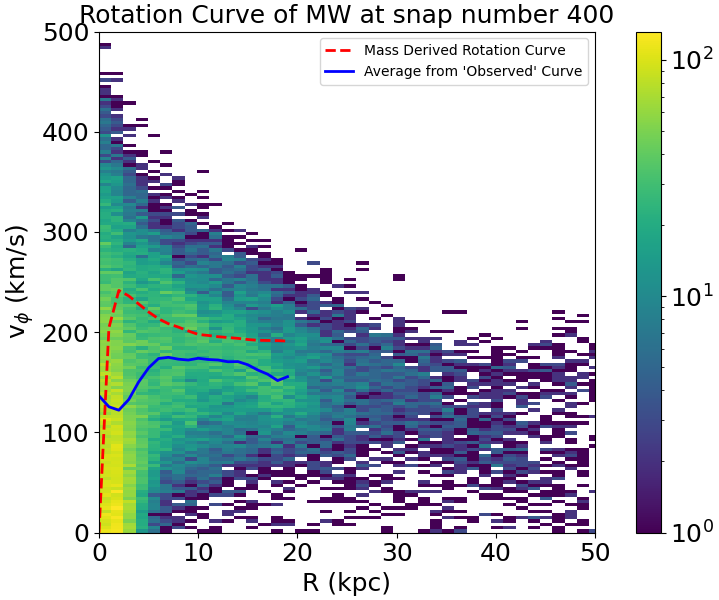 Rotation Curve of MW at snap number 400
500
400
300
200
100
0
v_ϕ (km/s)
Mass Derived Rotation Curve
Average from 'Observed' Curve
0 10 20 30 40 50
R (kpc)
10²
10¹
10⁰